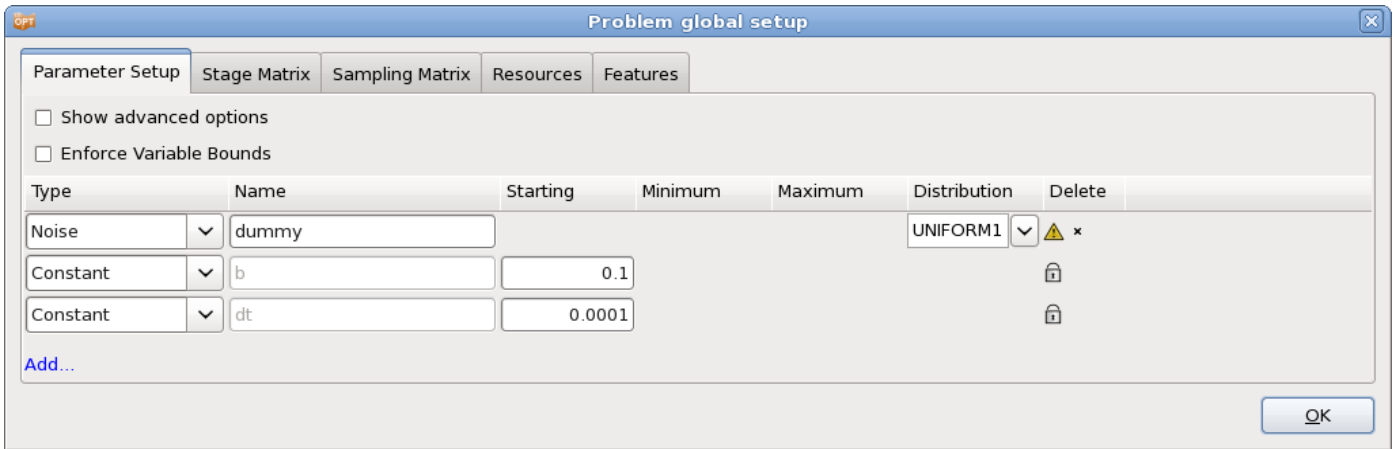 OPT Problem global setup
Parameter Setup Stage Matrix Sampling Matrix Resources Features
Show advanced options
Enforce Variable Bounds
Type Name Starting Minimum Maximum Distribution Delete
Noise dummy UNIFORM1
Constant b 0.1
Constant dt 0.0001
Add...
OK